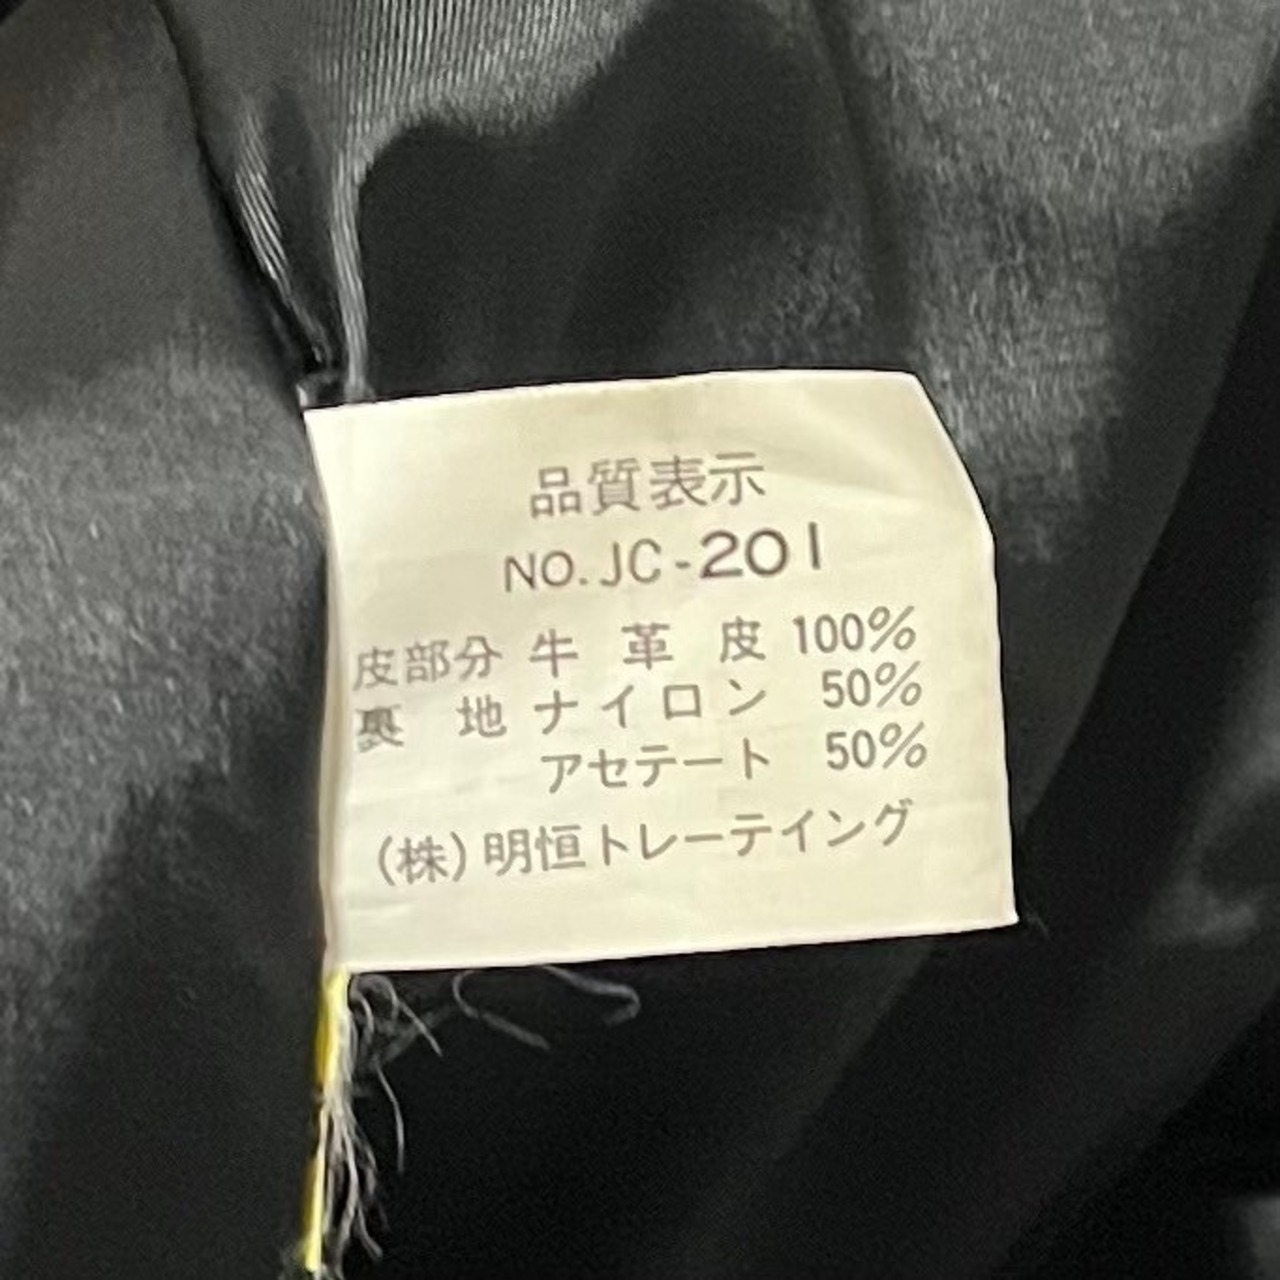 品質表示
NO. JC-201
皮部分 牛革皮 100%
裏地 ナイロン 50%
アセテート 50%
(株)明恒トレーテイング